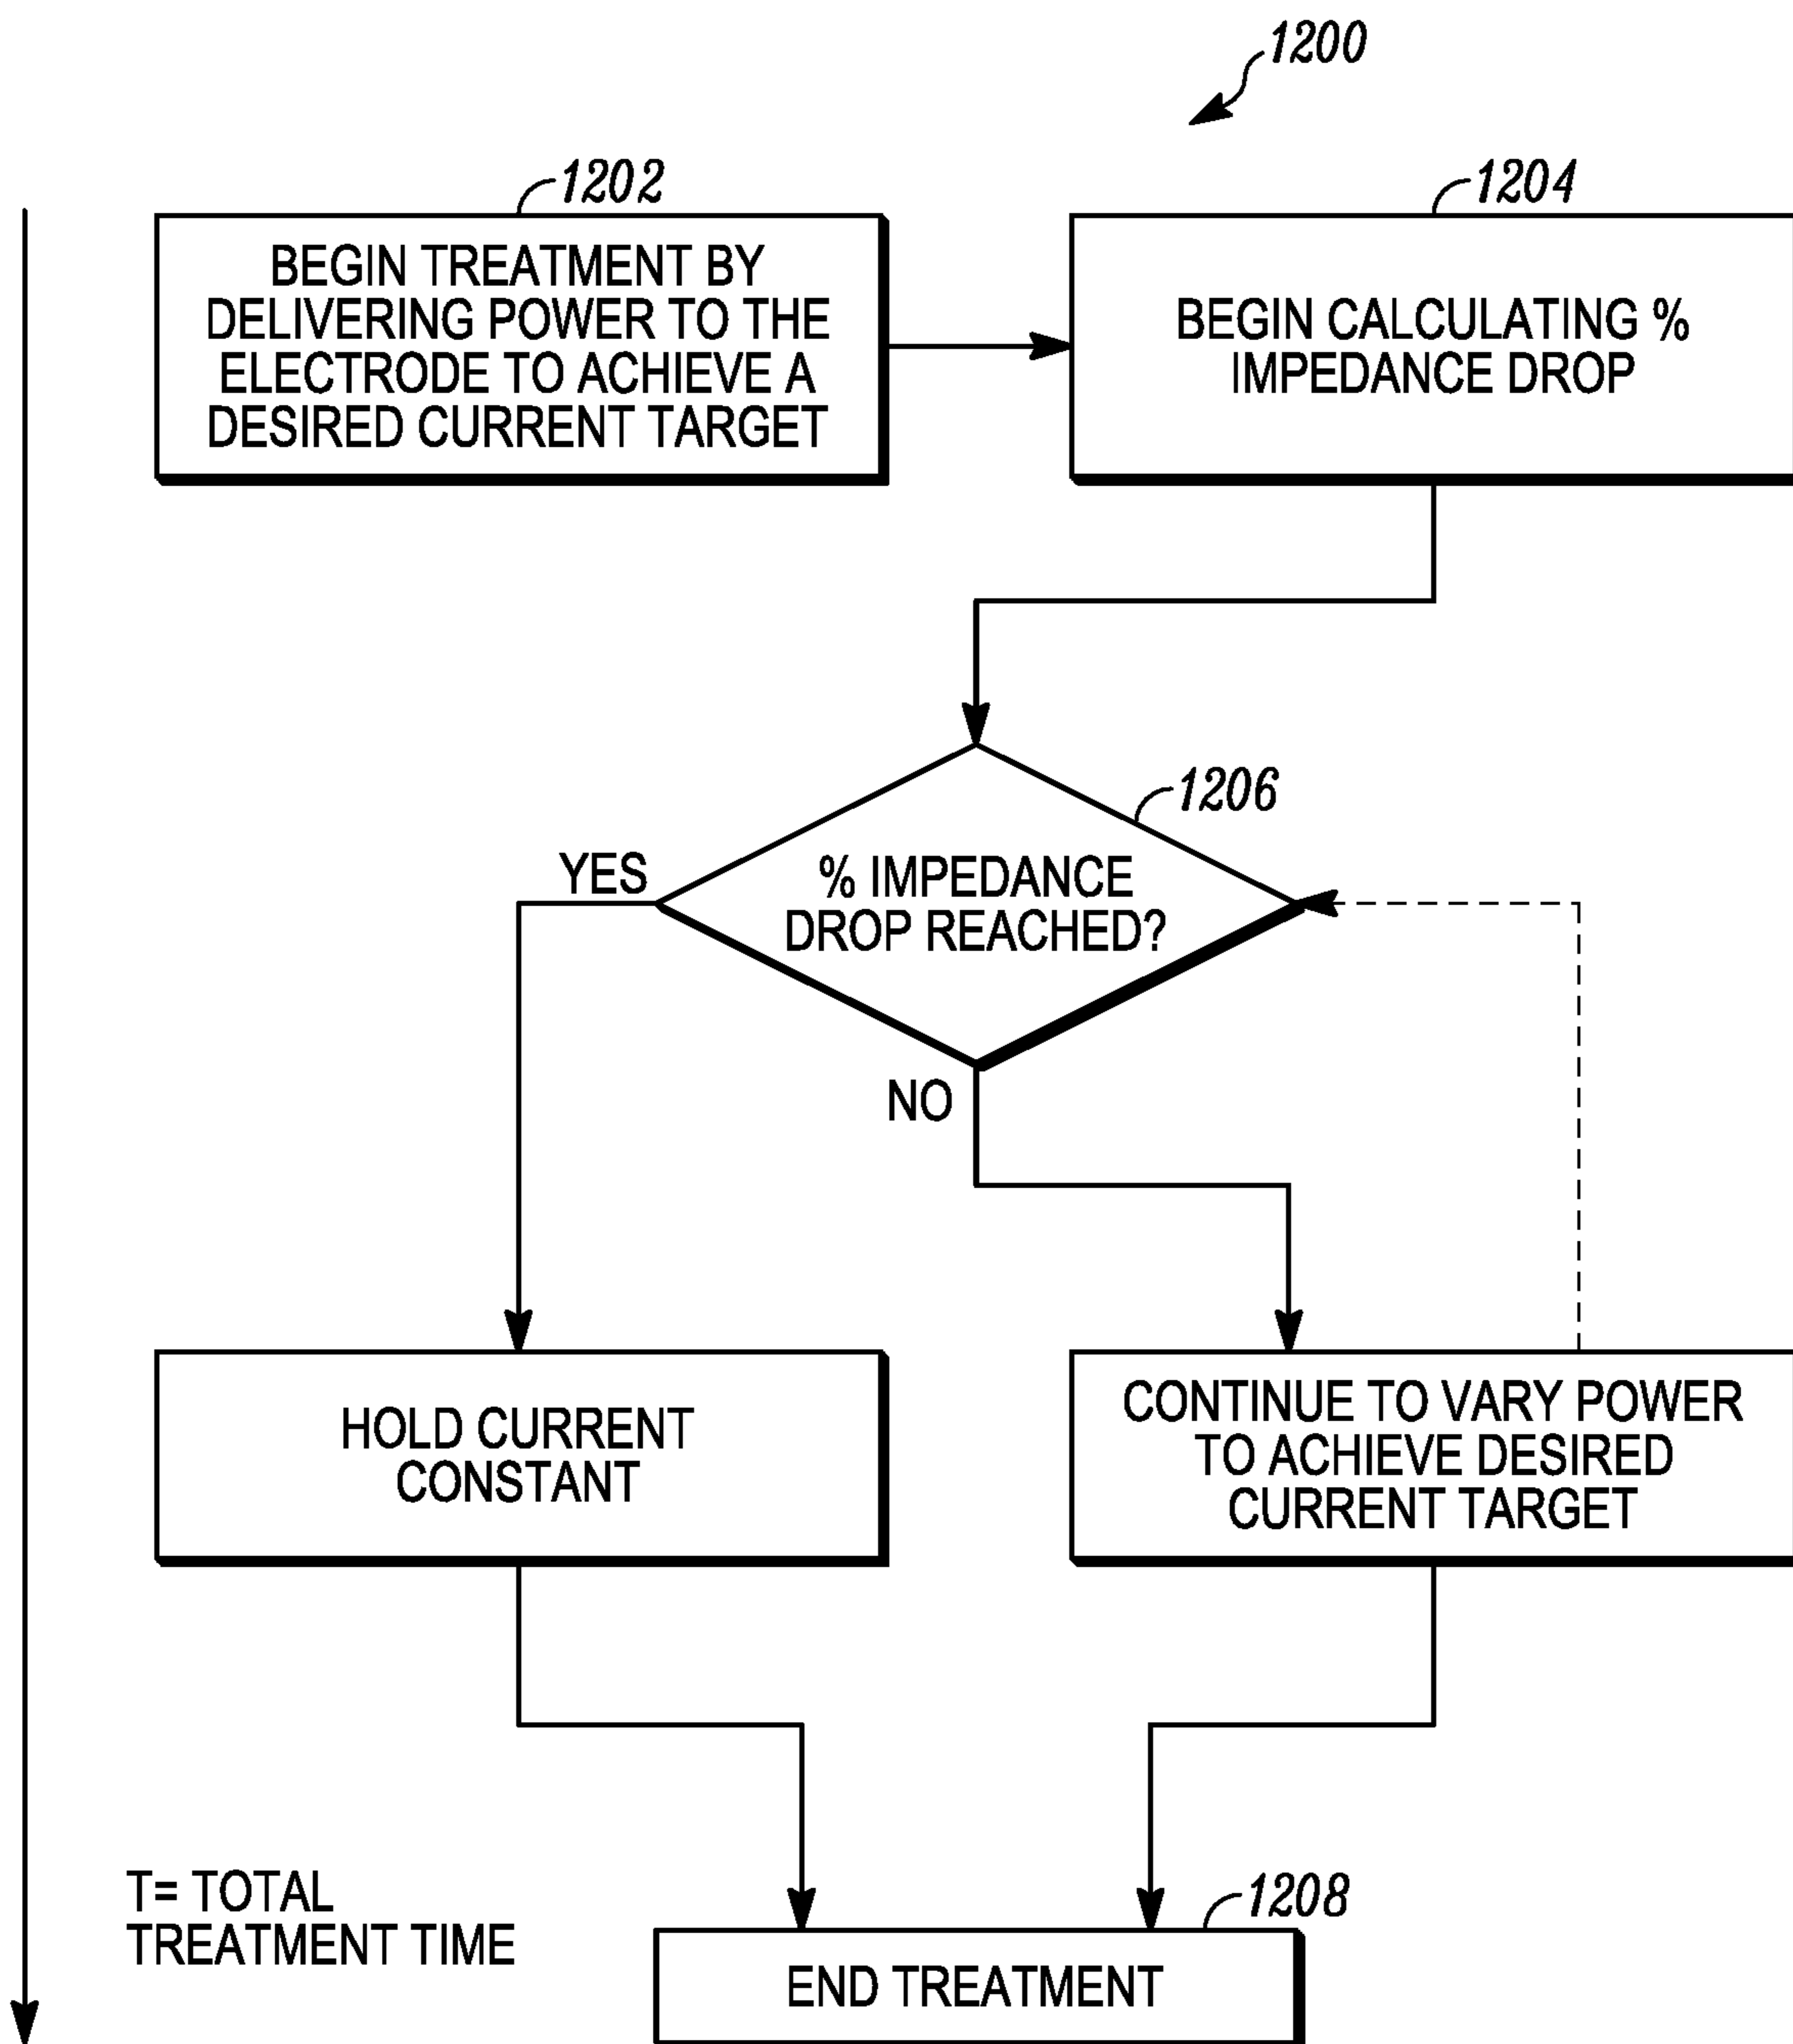 1200
1202
BEGIN TREATMENT BY
DELIVERING POWER TO THE
ELECTRODE TO ACHIEVE A
DESIRED CURRENT TARGET
1204
BEGIN CALCULATING %
IMPEDANCE DROP
1206
% IMPEDANCE
DROP REACHED?
YES
NO
HOLD CURRENT
CONSTANT
CONTINUE TO VARY POWER
TO ACHIEVE DESIRED
CURRENT TARGET
T= TOTAL
TREATMENT TIME
1208
END TREATMENT